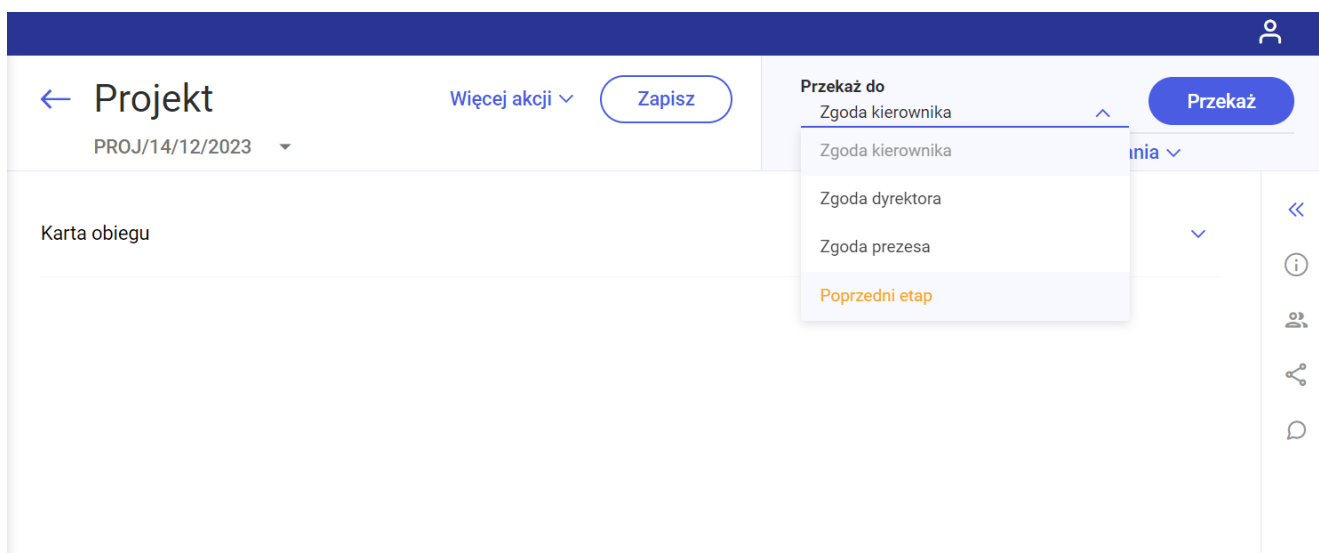 Projekt
PROJ/14/12/2023
Więcej akcji
Zapisz
Przekaż do
Zgoda kierownika
Przekaż
Zgoda kierownika
Zgoda dyrektora
Zgoda prezesa
Poprzedni etap
Karta obiegu